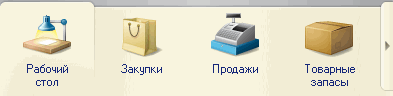 Рабочий
стол
Закупки
Продажи
Товарные
запасы